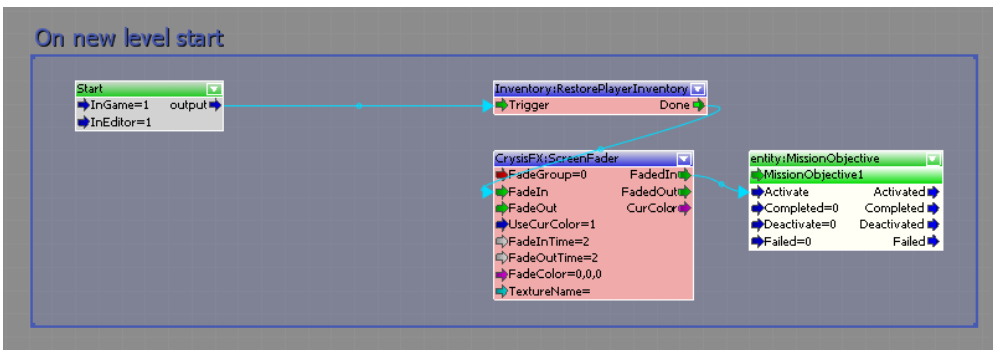 On new level start
Start
InGame=1 output
InEditor=1
Inventory:RestorePlayerInventory
Trigger Done
CrysisFX:ScreenFader
FadeGroup=0 FadedIn
FadeIn FadedOut
FadeOut CurColor
UseCurColor=1
FadeInTime=2
FadeOutTime=2
FadeColor=0,0,0
TextureName=
entity:MissionObjective
MissionObjective1
Activate Activated
Completed=0 Completed
Deactivate=0 Deactivated
Failed=0 Failed